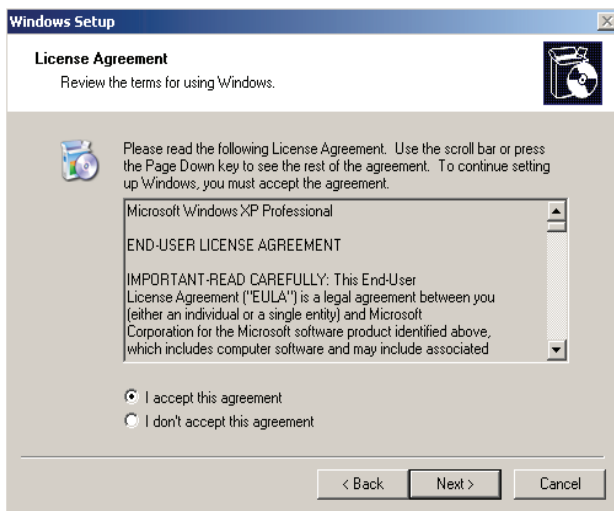 Windows Setup
License Agreement
Review the terms for using Windows.
Please read the following License Agreement. Use the scroll bar or press
the Page Down key to see the rest of the agreement. To continue setting
up Windows, you must accept the agreement.
Microsoft Windows XP Professional
END-USER LICENSE AGREEMENT
IMPORTANT-READ CAREFULLY: This End-User
License Agreement ("EULA") is a legal agreement between you
(either an individual or a single entity) and Microsoft
Corporation for the Microsoft software product identified above,
which includes computer software and may include associated
I accept this agreement
I don't accept this agreement
< Back
Next >
Cancel